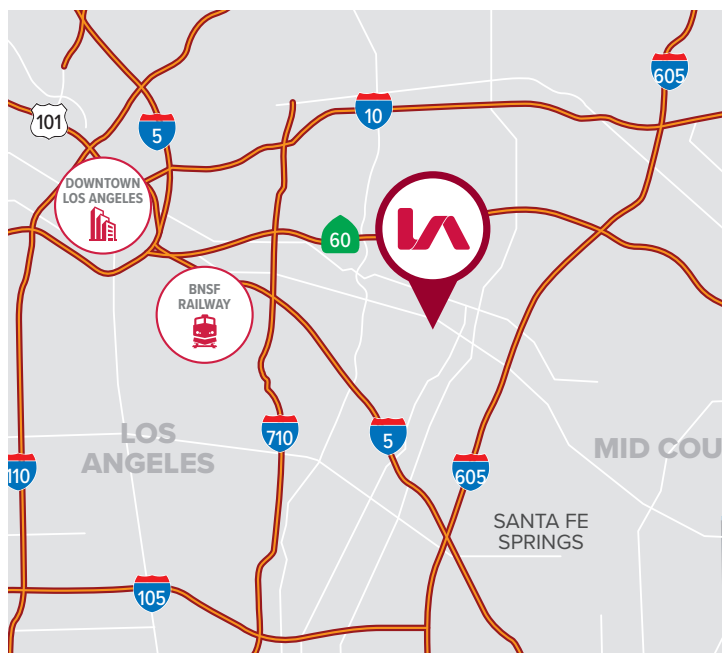 605
101
5
10
DOWNTOWN
LOS ANGELES
60
LA
BNSF
RAILWAY
LOS
ANGELES
710
5
MID COU
110
605
SANTA FE
SPRINGS
105